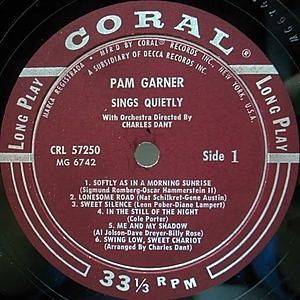 CORAL
MARCA REGISTRADA • MF'D BY CORAL RECORDS INC., NEW YORK, U.S.A.
A SUBSIDIARY OF DECCA RECORDS INC.
LONG PLAY
LONG PLAY
PAM GARNER
SINGS QUIETLY
With Orchestra Directed By
CHARLES DANT
CRL 57250
MG 6742
Side 1
1. SOFTLY AS IN A MORNING SUNRISE
(Sigmund Romberg-Oscar Hammerstein II)
2. LONESOME ROAD (Nat Schilkret-Gene Austin)
3. SWEET SILENCE (Leon Pober-Diane Lampert)
4. IN THE STILL OF THE NIGHT
(Cole Porter)
5. ME AND MY SHADOW
(Al Jolson-Dave Dreyer-Billy Rose)
6. SWING LOW, SWEET CHARIOT
(Arranged By Charles Dant)
33 1/3 RPM